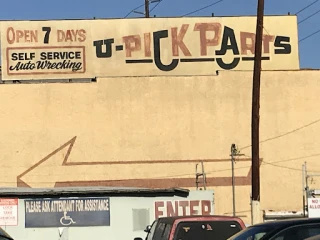 OPEN 7 DAYS
SELF SERVICE
Auto Wrecking
U-PICK PARts
PLEASE ASK ATTENDANT FOR ASSISTANCE
ENTER